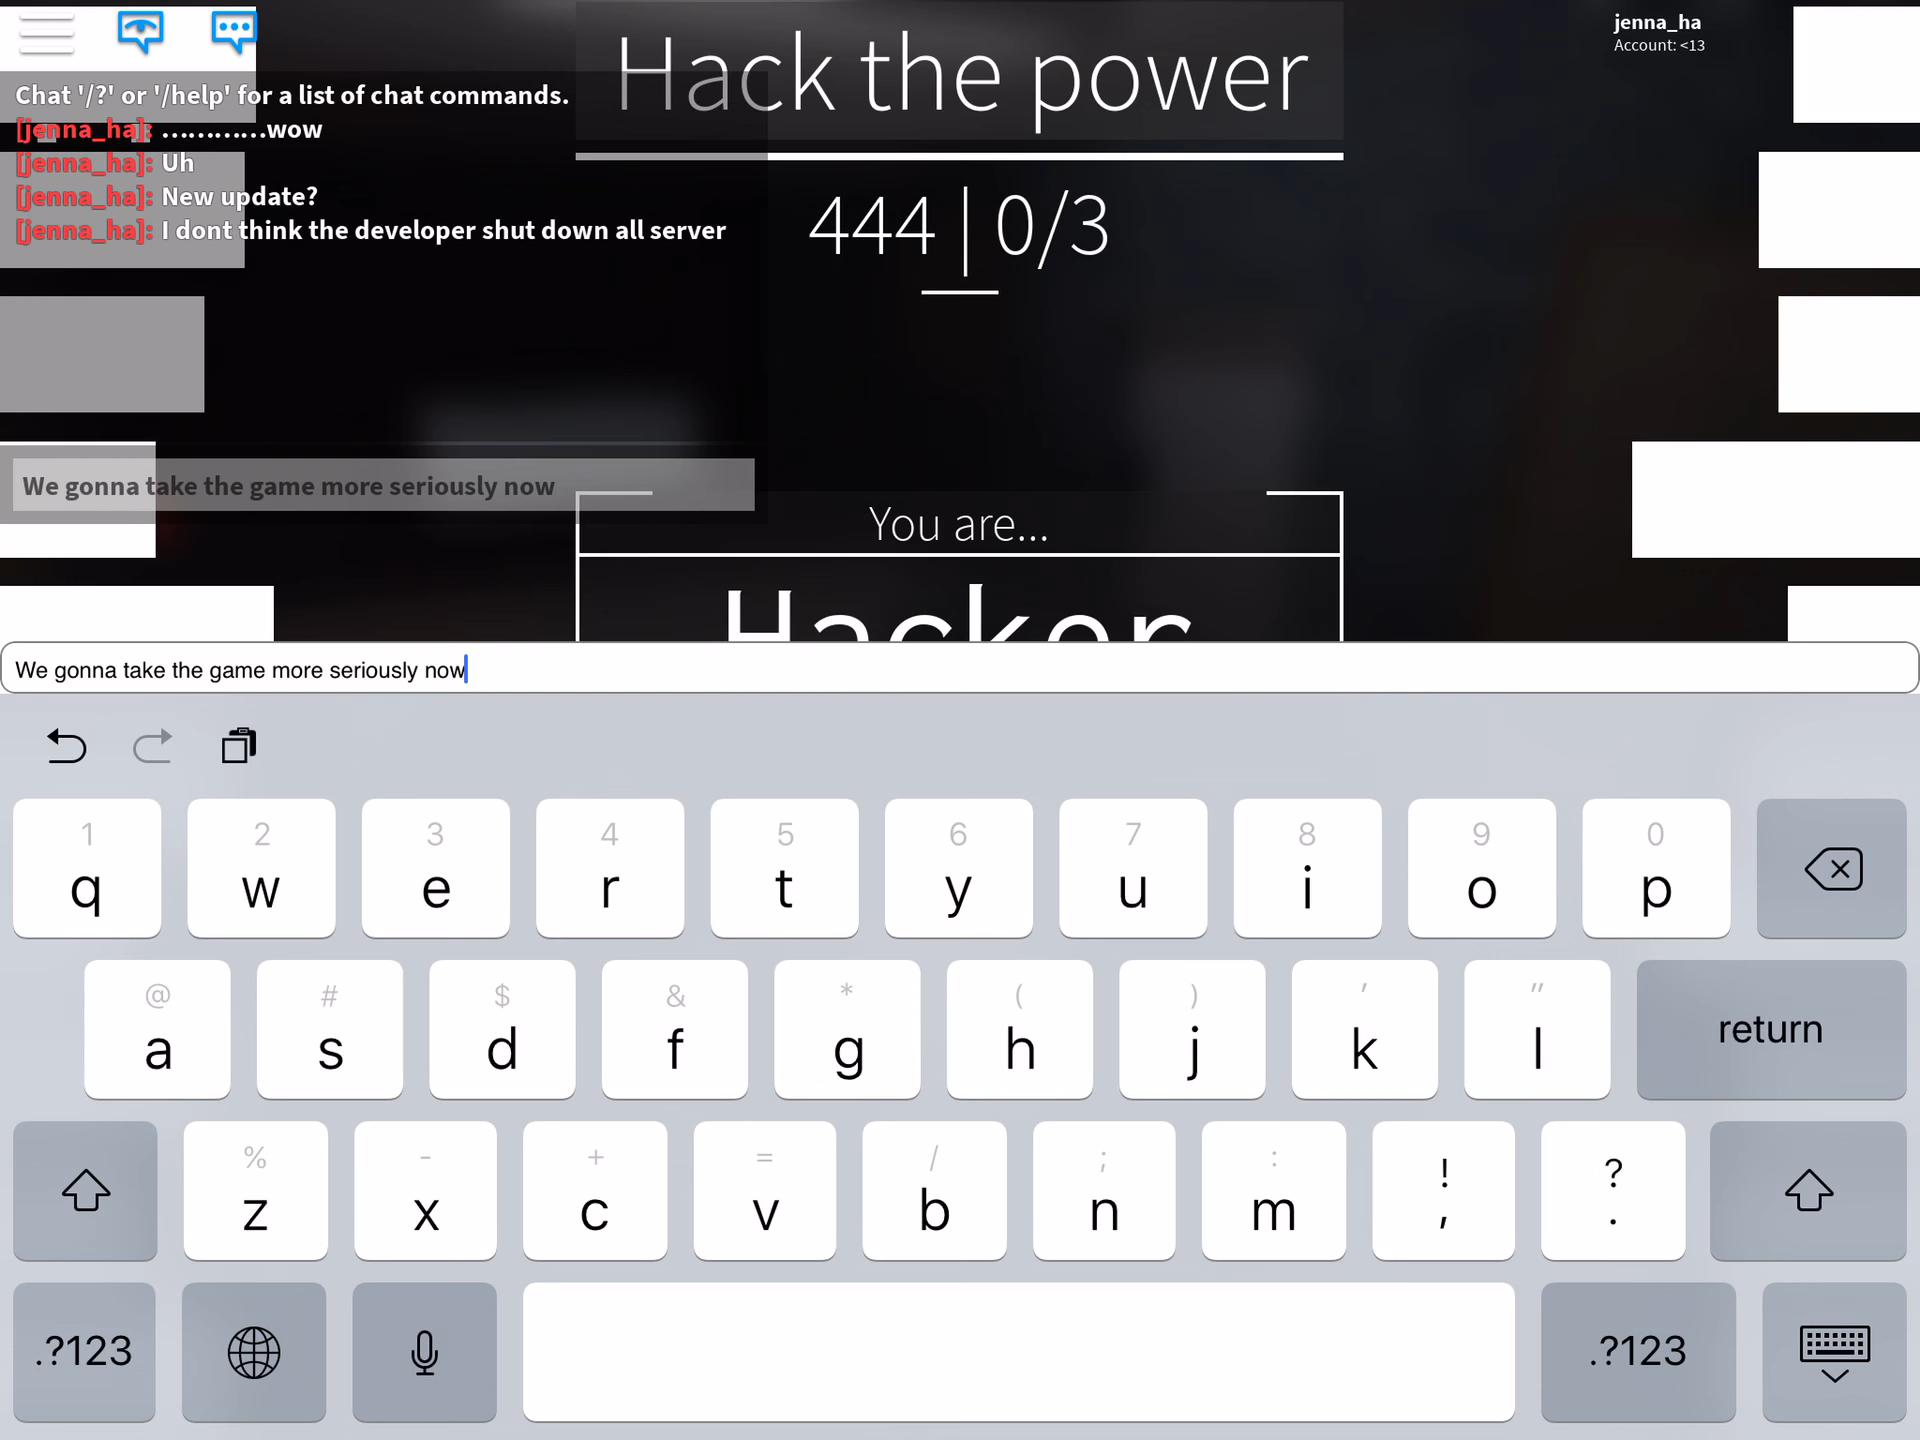 Hack the power
444 | 0/3
jenna_ha
Account: <13
Chat '/?' or '/help' for a list of chat commands.
[jenna_ha]: …………wow
[jenna_ha]: Uh
[jenna_ha]: New update?
[jenna_ha]: I dont think the developer shut down all server
We gonna take the game more seriously now
You are...
Hacker
We gonna take the game more seriously now
1 2 3 4 5 6 7 8 9 0
q w e r t y u i o p
@ # $ & * ( ) ' "
a s d f g h j k l return
% - + = / ; : ! ?
z x c v b n m , .
.?123 .?123